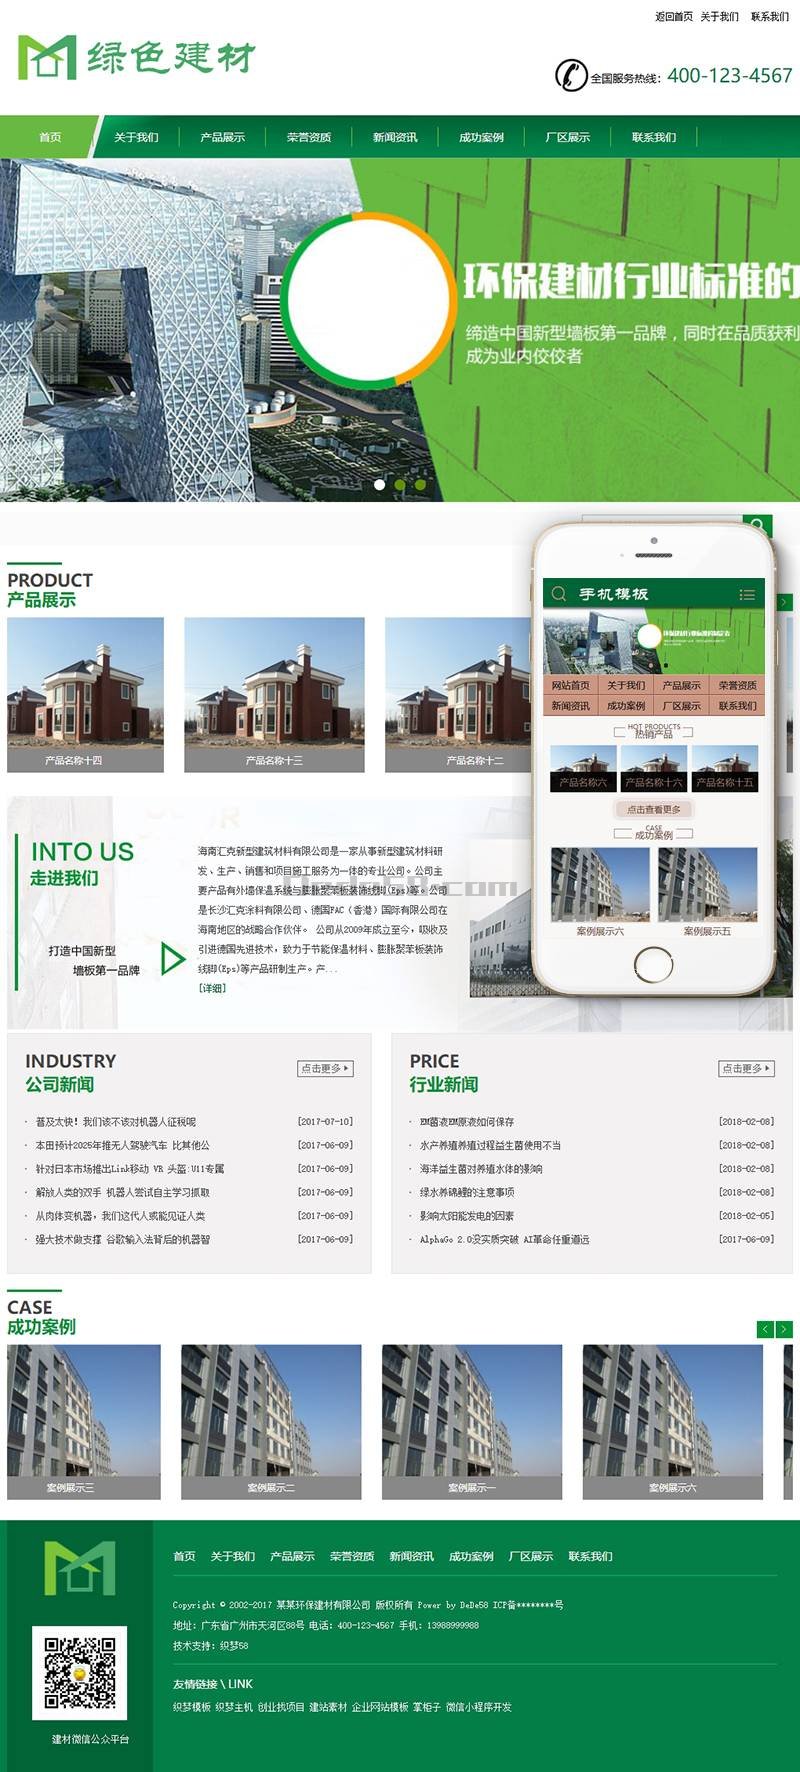 返回首页 关于我们 联系我们
绿色建材
全国服务热线：400-123-4567
首页 关于我们 产品展示 荣誉资质 新闻资讯 成功案例 厂区展示 联系我们
环保建材行业标准的
缔造中国新型墙板第一品牌，同时在品质获利
成为业内佼佼者
PRODUCT
产品展示
产品名称十四
产品名称十三
产品名称十二
手机模板
网站首页 关于我们 产品展示 荣誉资质
新闻资讯 成功案例 厂区展示 联系我们
HOT PRODUCTS
热销产品
产品名称六 产品名称十六 产品名称十五
点击查看更多
CASE
成功案例
案例展示六 案例展示五
INTO US
走进我们
打造中国新型
墙板第一品牌
海南汇克新型建筑材料有限公司是一家从事新型建筑材料研
发、生产、销售和项目施工服务为一体的专业公司。公司主
要产品有外墙保温系统与膨胀聚苯板装饰线脚(Eps)等。公司
是长沙汇克涂料有限公司、德国FAC（香港）国际有限公司在
海南地区的战略合作伙伴。 公司从2009年成立至今，吸收及
引进德国先进技术，致力于节能保温材料、膨胀聚苯板装饰
线脚(Eps)等产品研制生产。产...
[详细]
INDUSTRY
公司新闻
点击更多
· 普及太快！我们该不该对机器人征税呢 [2017-07-10]
· 本田预计2025年推无人驾驶汽车 比其他公 [2017-06-09]
· 针对日本市场推出Link移动 VR 头盔:U11专属 [2017-06-09]
· 解放人类的双手 机器人尝试自主学习抓取 [2017-06-09]
· 从肉体变机器，我们这代人或能见证人类 [2017-06-09]
· 强大技术做支撑 谷歌输入法背后的机器智 [2017-06-09]
PRICE
行业新闻
点击更多
· EM菌液EM原液如何保存 [2018-02-08]
· 水产养殖养殖过程益生菌使用不当 [2018-02-08]
· 海洋益生菌对养殖水体的影响 [2018-02-08]
· 绿水养锦鲤的注意事项 [2018-02-08]
· 影响太阳能发电的因素 [2018-02-05]
· AlphaGo 2.0没实质突破 AI革命任重道远 [2017-06-09]
CASE
成功案例
案例展示三
案例展示二
案例展示一
案例展示六
首页 关于我们 产品展示 荣誉资质 新闻资讯 成功案例 厂区展示 联系我们
Copyright © 2002-2017 某某环保建材有限公司 版权所有 Power by DeDe58 ICP备********号
地址：广东省广州市天河区88号 电话：400-123-4567 手机：13988999988
技术支持：织梦58
友情链接 \ LINK
织梦模板 织梦主机 创业找项目 建站素材 企业网站模板 掌柜子 微信小程序开发
建材微信公众平台